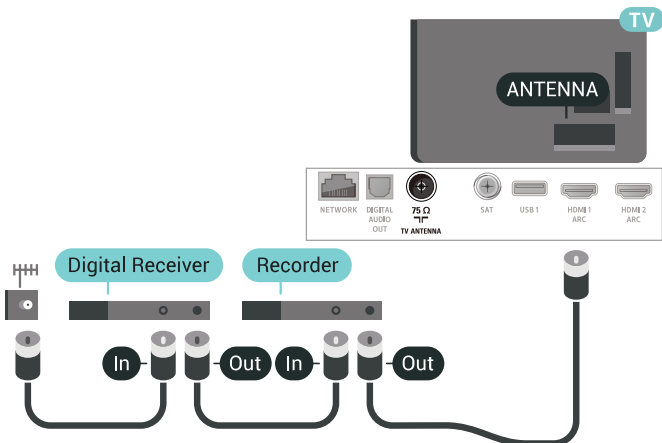 TV
ANTENNA
NETWORK
DIGITAL
AUDIO
OUT
75 Ω
TV ANTENNA
SAT
USB 1
HDMI 1
ARC
HDMI 2
ARC
Digital Receiver
Recorder
In
Out
In
Out